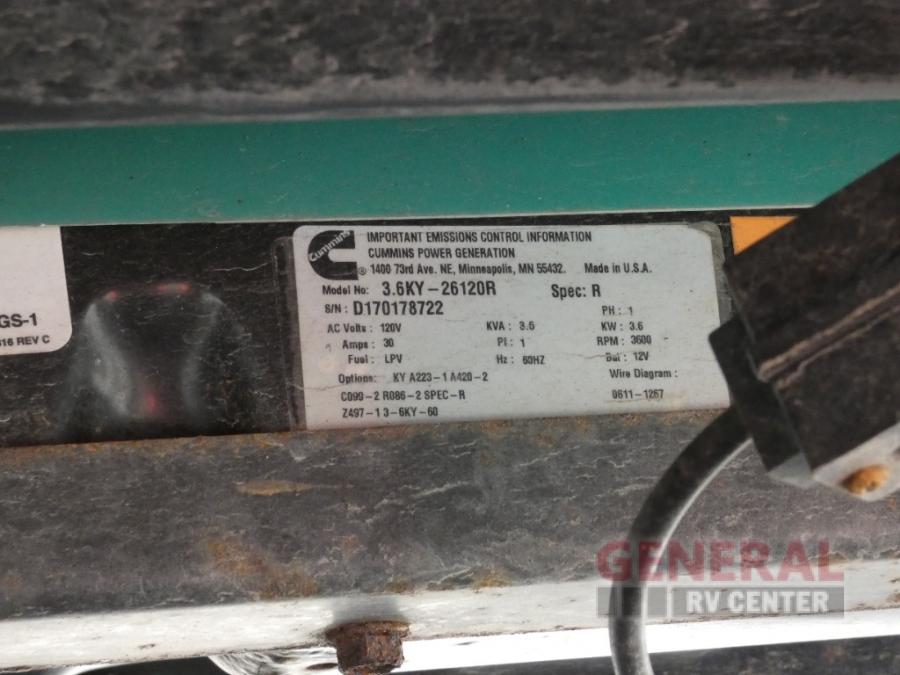 Cummins
®
IMPORTANT EMISSIONS CONTROL INFORMATION
CUMMINS POWER GENERATION
1400 73rd Ave. NE, Minneapolis, MN 55432. Made in U.S.A.
Model No: 3.6KY-26120R Spec: R
S/N: D170178722 PH: 1
AC Volts: 120V KVA: 3.6 KW: 3.6
Amps: 30 PF: 1 RPM: 3600
Fuel: LPV Hz: 60HZ Bat: 12V
Options: KY A223-1 A420-2 Wire Diagram:
C099-2 R086-2 SPEC-R 0611-1267
Z497-1 3-6KY-60
GS-1
316 REV C
GENERAL
RV CENTER